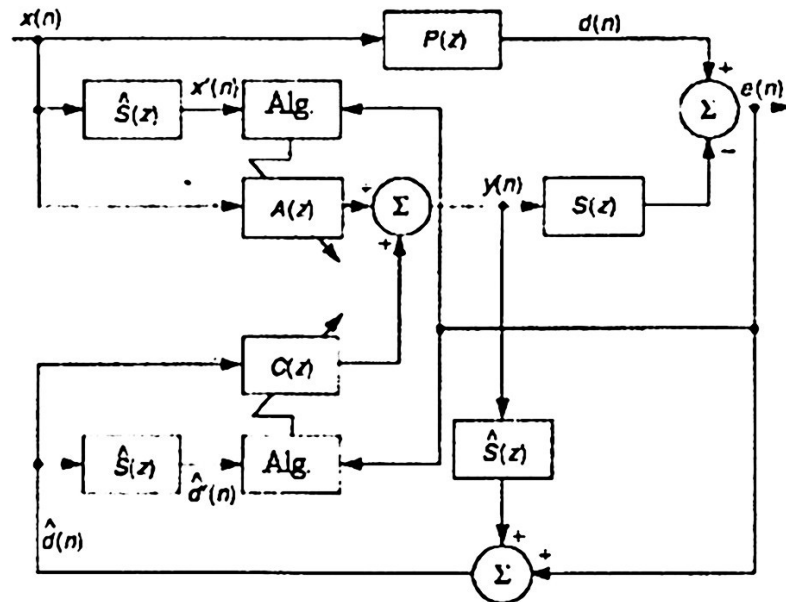 x(n)
P(z)
d(n)
+
Σ
e(n)
−
Ŝ(z)
x'(n)
Alg.
A(z)
+
Σ
+
y(n)
S(z)
C(z)
Ŝ(z)
Ŝ(z)
d̂'(n)
Alg.
d̂(n)
+
Σ
+